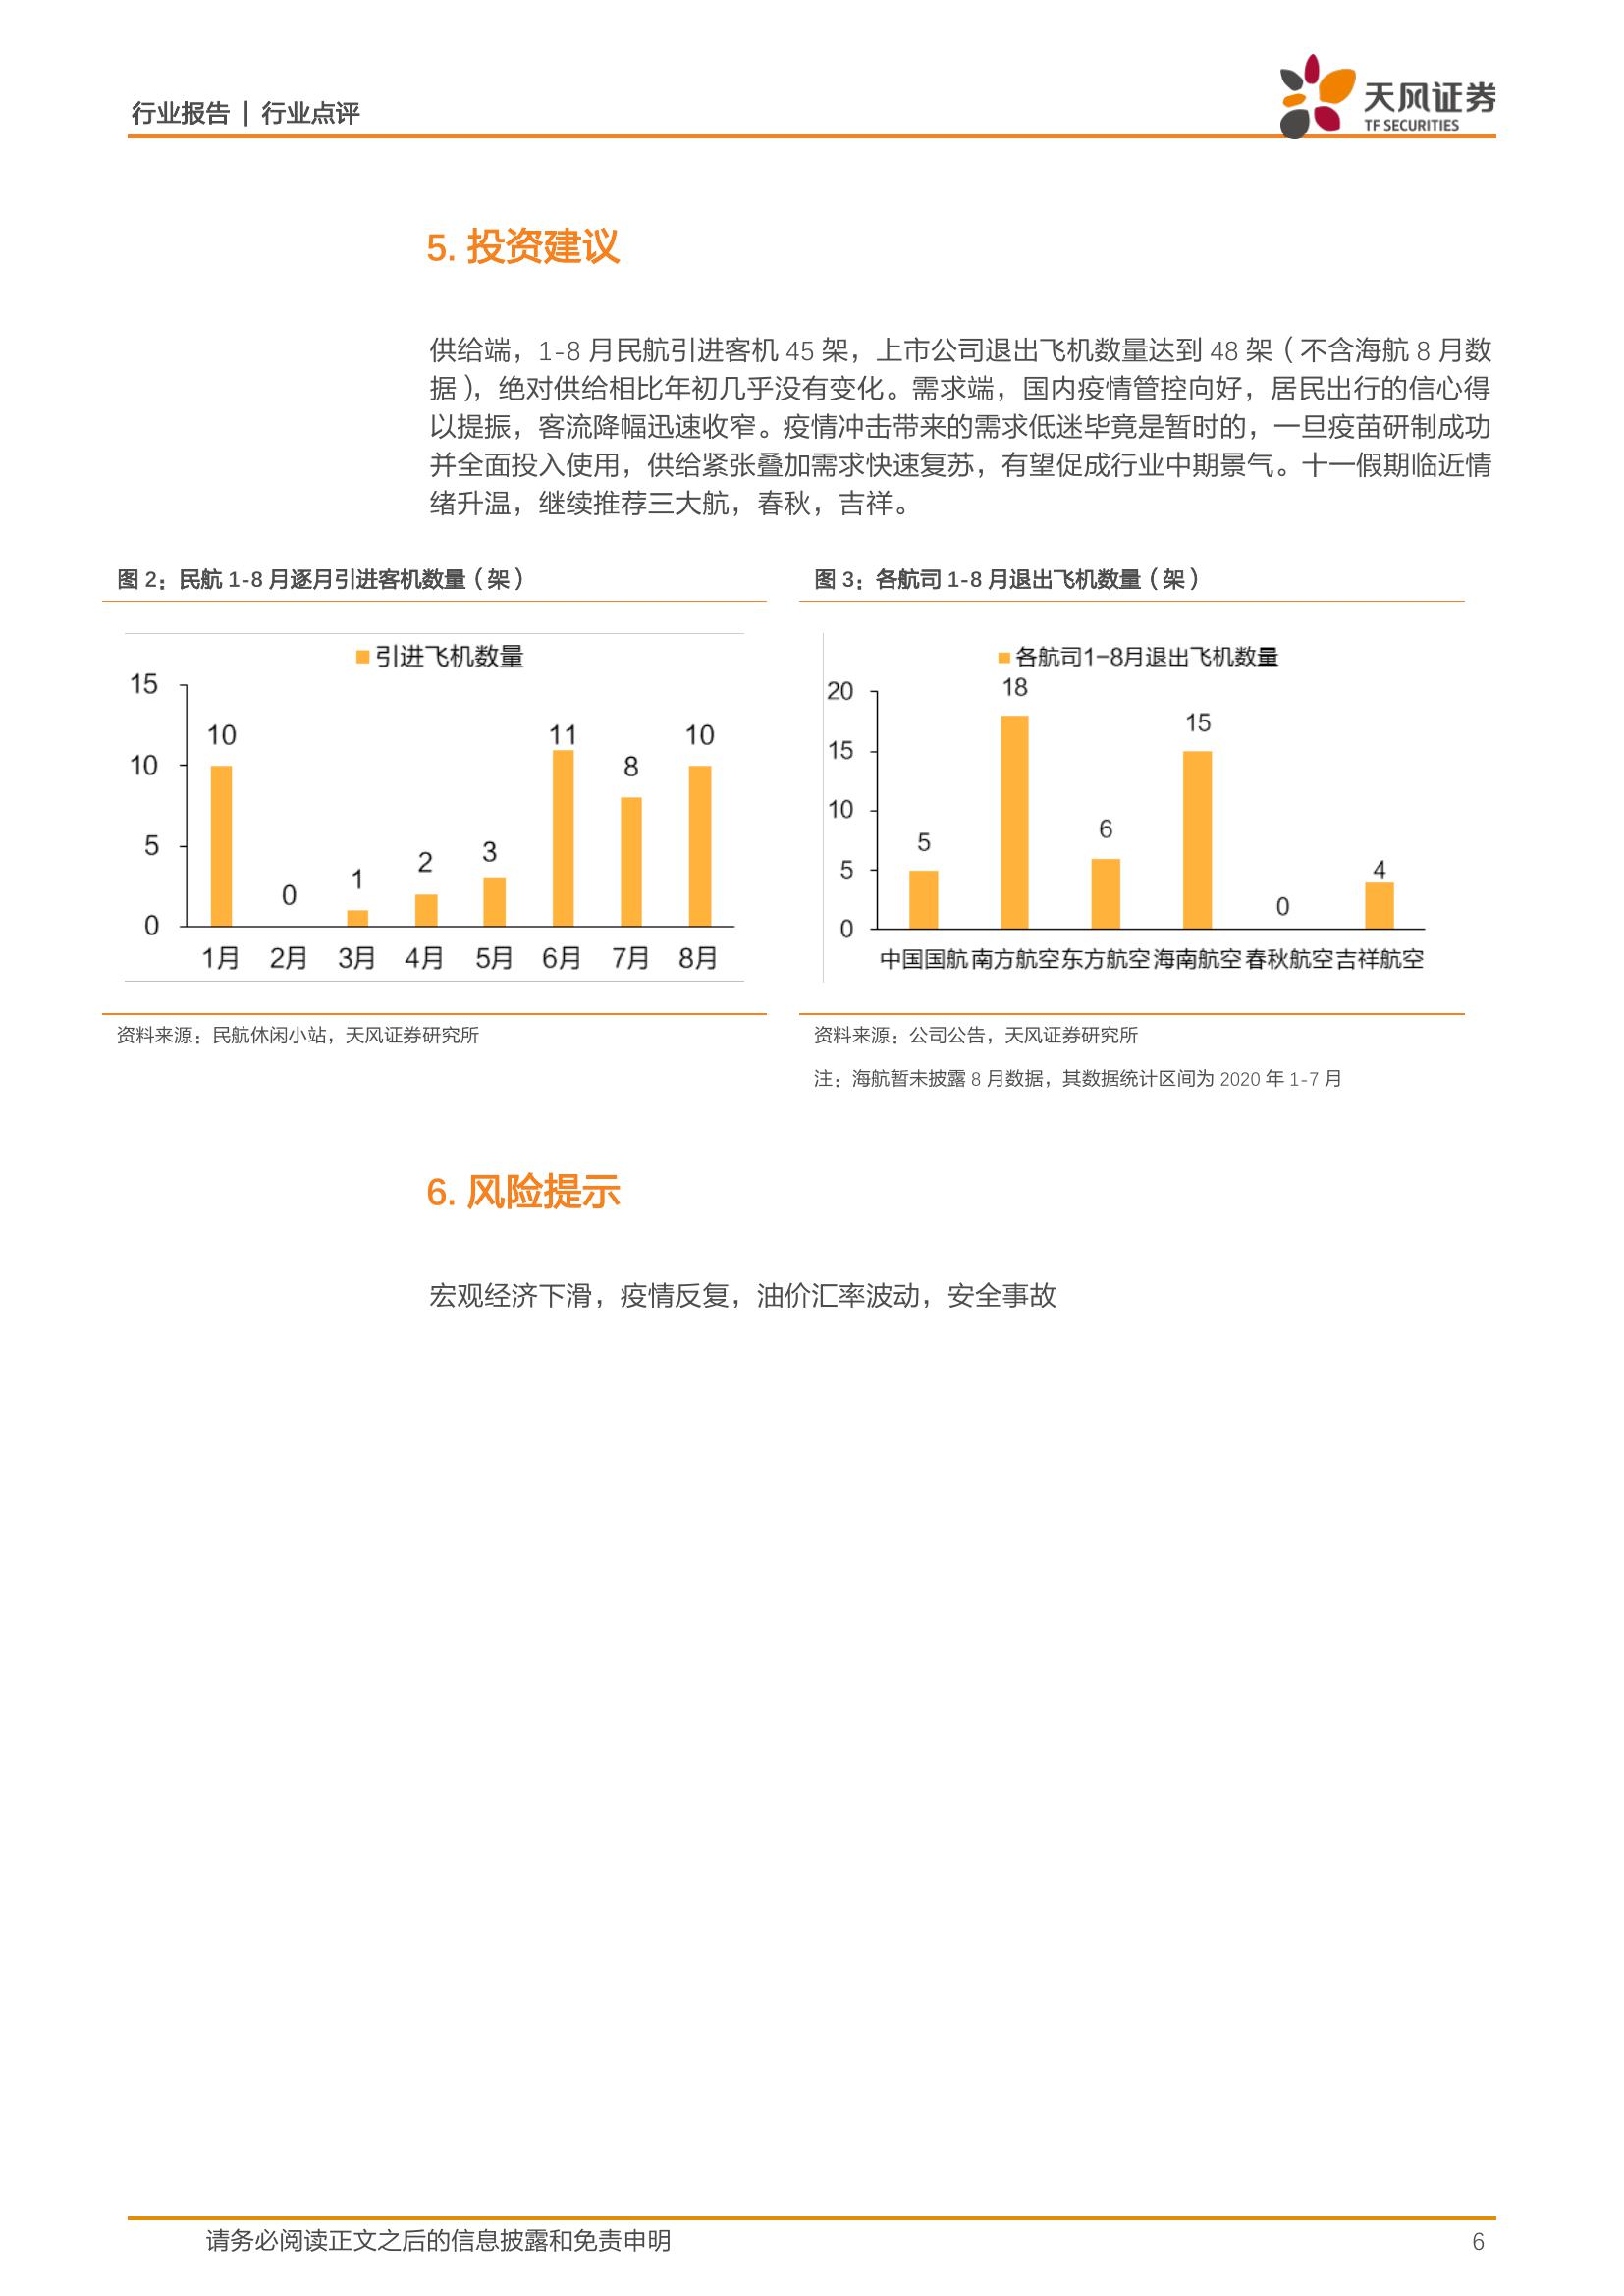 行业报告 | 行业点评
天风证券
TF SECURITIES
5. 投资建议
供给端，1-8 月民航引进客机 45 架，上市公司退出飞机数量达到 48 架（不含海航 8 月数
据），绝对供给相比年初几乎没有变化。需求端，国内疫情管控向好，居民出行的信心得
以提振，客流降幅迅速收窄。疫情冲击带来的需求低迷毕竟是暂时的，一旦疫苗研制成功
并全面投入使用，供给紧张叠加需求快速复苏，有望促成行业中期景气。十一假期临近情
绪升温，继续推荐三大航，春秋，吉祥。
图 2：民航 1-8 月逐月引进客机数量（架）
引进飞机数量
15
10
5
0
10
0
1
2
3
11
8
10
1月 2月 3月 4月 5月 6月 7月 8月
资料来源：民航休闲小站，天风证券研究所
图 3：各航司 1-8 月退出飞机数量（架）
各航司1-8月退出飞机数量
20
15
10
5
0
5
18
6
15
0
4
中国国航 南方航空 东方航空 海南航空 春秋航空 吉祥航空
资料来源：公司公告，天风证券研究所
注：海航暂未披露 8 月数据，其数据统计区间为 2020 年 1-7 月
6. 风险提示
宏观经济下滑，疫情反复，油价汇率波动，安全事故
请务必阅读正文之后的信息披露和免责申明
6